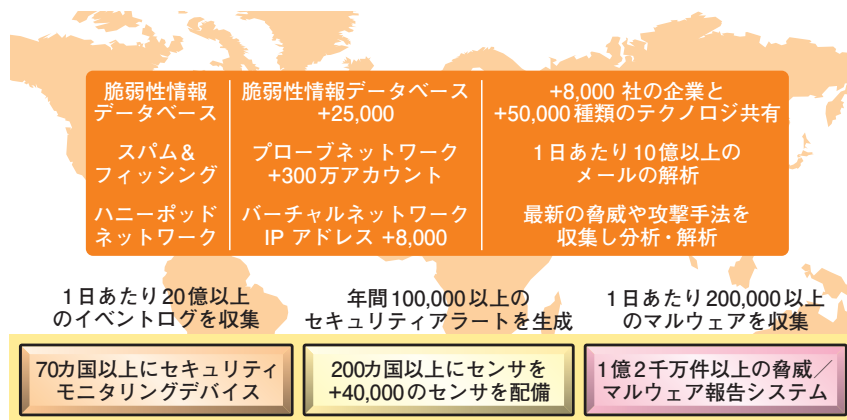 脆弱性情報
データベース
脆弱性情報データベース
+25,000
+8,000 社の企業と
+50,000種類のテクノロジ共有
スパム&
フィッシング
プローブネットワーク
+300万アカウント
1日あたり10億以上の
メールの解析
ハニーポッド
ネットワーク
バーチャルネットワーク
IP アドレス +8,000
最新の脅威や攻撃手法を
収集し分析・解析
1日あたり20億以上
のイベントログを収集
年間100,000以上の
セキュリティアラートを生成
1日あたり200,000以上
のマルウェアを収集
70カ国以上にセキュリティ
モニタリングデバイス
200カ国以上にセンサを
+40,000のセンサを配備
1億2千万件以上の脅威／
マルウェア報告システム